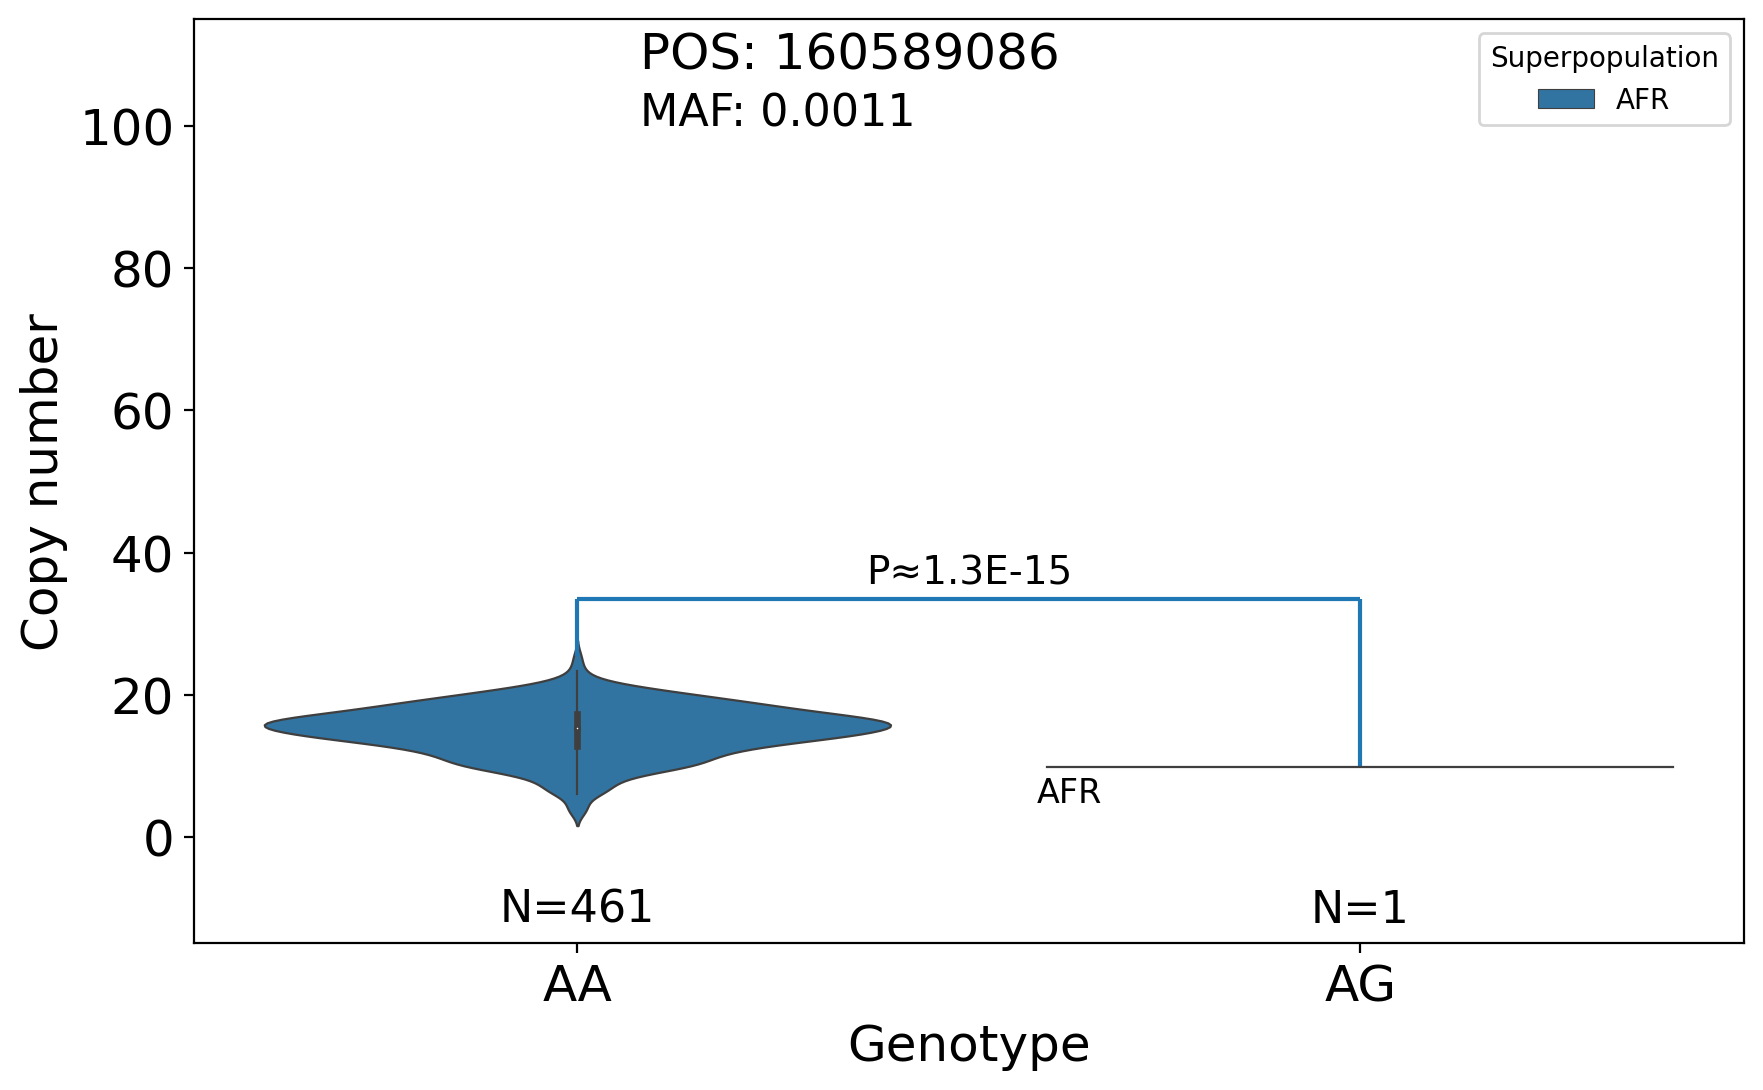 POS: 160589086
MAF: 0.0011
Superpopulation
AFR
100
80
60
40
20
0
Copy number
P≈1.3E-15
AFR
N=461
N=1
AA
AG
Genotype